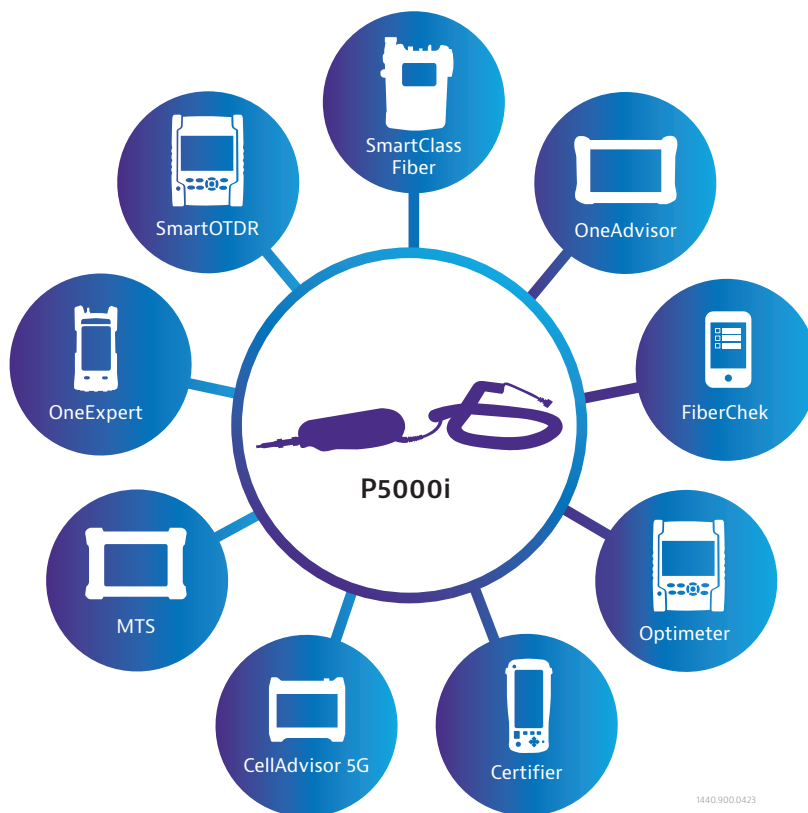 SmartClass
Fiber
SmartOTDR
OneAdvisor
OneExpert
FiberChek
P5000i
MTS
Optimeter
CellAdvisor 5G
Certifier
1440.900.0423